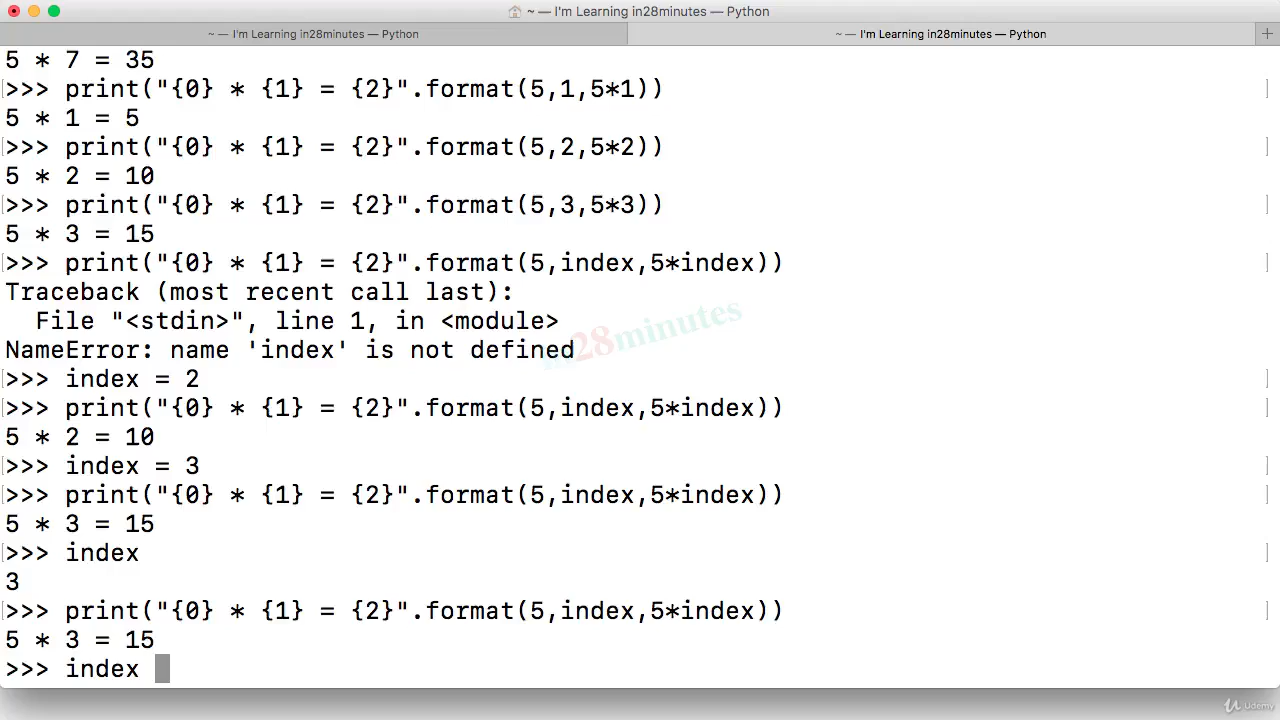 ~ — I'm Learning in28minutes — Python
~ — I'm Learning in28minutes — Python
~ — I'm Learning in28minutes — Python
5 * 7 = 35
>>> print("{0} * {1} = {2}".format(5,1,5*1))
5 * 1 = 5
>>> print("{0} * {1} = {2}".format(5,2,5*2))
5 * 2 = 10
>>> print("{0} * {1} = {2}".format(5,3,5*3))
5 * 3 = 15
>>> print("{0} * {1} = {2}".format(5,index,5*index))
Traceback (most recent call last):
  File "<stdin>", line 1, in <module>
NameError: name 'index' is not defined
in28minutes
>>> index = 2
>>> print("{0} * {1} = {2}".format(5,index,5*index))
5 * 2 = 10
>>> index = 3
>>> print("{0} * {1} = {2}".format(5,index,5*index))
5 * 3 = 15
>>> index
3
>>> print("{0} * {1} = {2}".format(5,index,5*index))
5 * 3 = 15
>>> index
Udemy